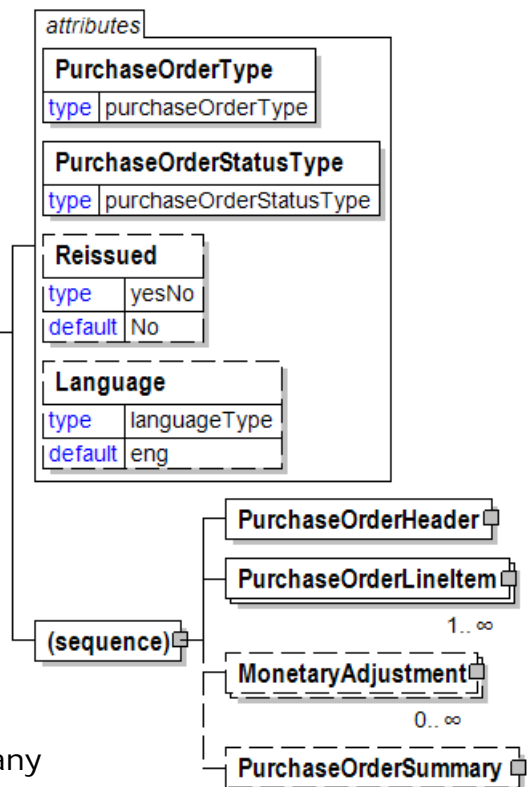 attributes
PurchaseOrderType
type purchaseOrderType
PurchaseOrderStatusType
type purchaseOrderStatusType
Reissued
type yesNo
default No
Language
type languageType
default eng
PurchaseOrderHeader
PurchaseOrderLineItem
1.. ∞
(sequence)
MonetaryAdjustment
0.. ∞
any
PurchaseOrderSummary